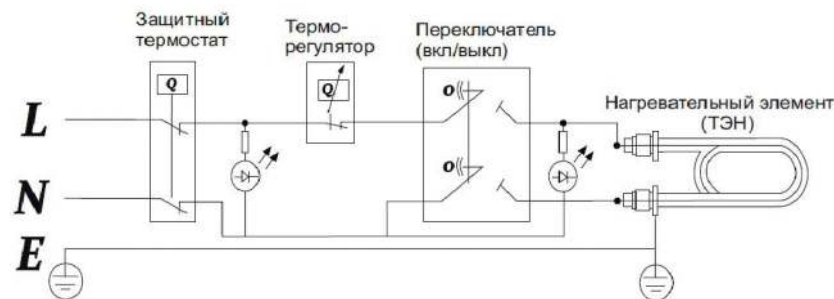 Защитный
термостат
Термо-
регулятор
Переключатель
(вкл/выкл)
Нагревательный элемент
(ТЭН)
Q
Q
o
o
L
N
E